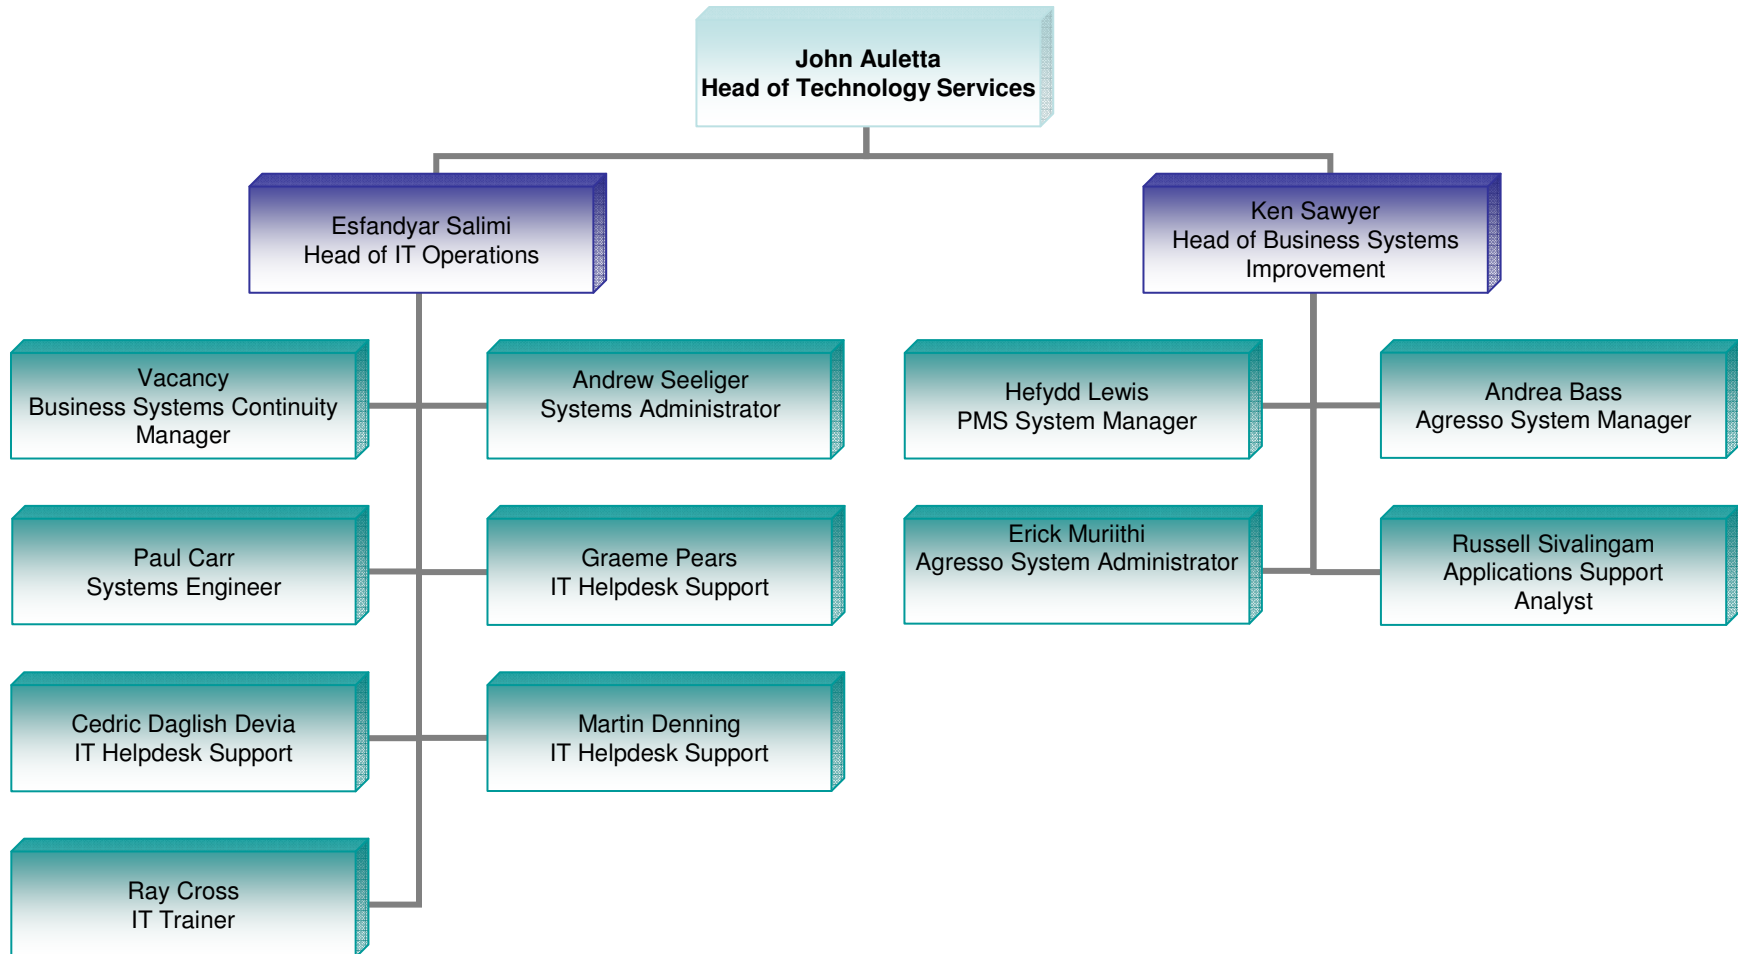 John Auletta
Head of Technology Services
Esfandyar Salimi
Head of IT Operations
Ken Sawyer
Head of Business Systems
Improvement
Vacancy
Business Systems Continuity
Manager
Andrew Seeliger
Systems Administrator
Hefydd Lewis
PMS System Manager
Andrea Bass
Agresso System Manager
Paul Carr
Systems Engineer
Graeme Pears
IT Helpdesk Support
Erick Muriithi
Agresso System Administrator
Russell Sivalingam
Applications Support
Analyst
Cedric Daglish Devia
IT Helpdesk Support
Martin Denning
IT Helpdesk Support
Ray Cross
IT Trainer